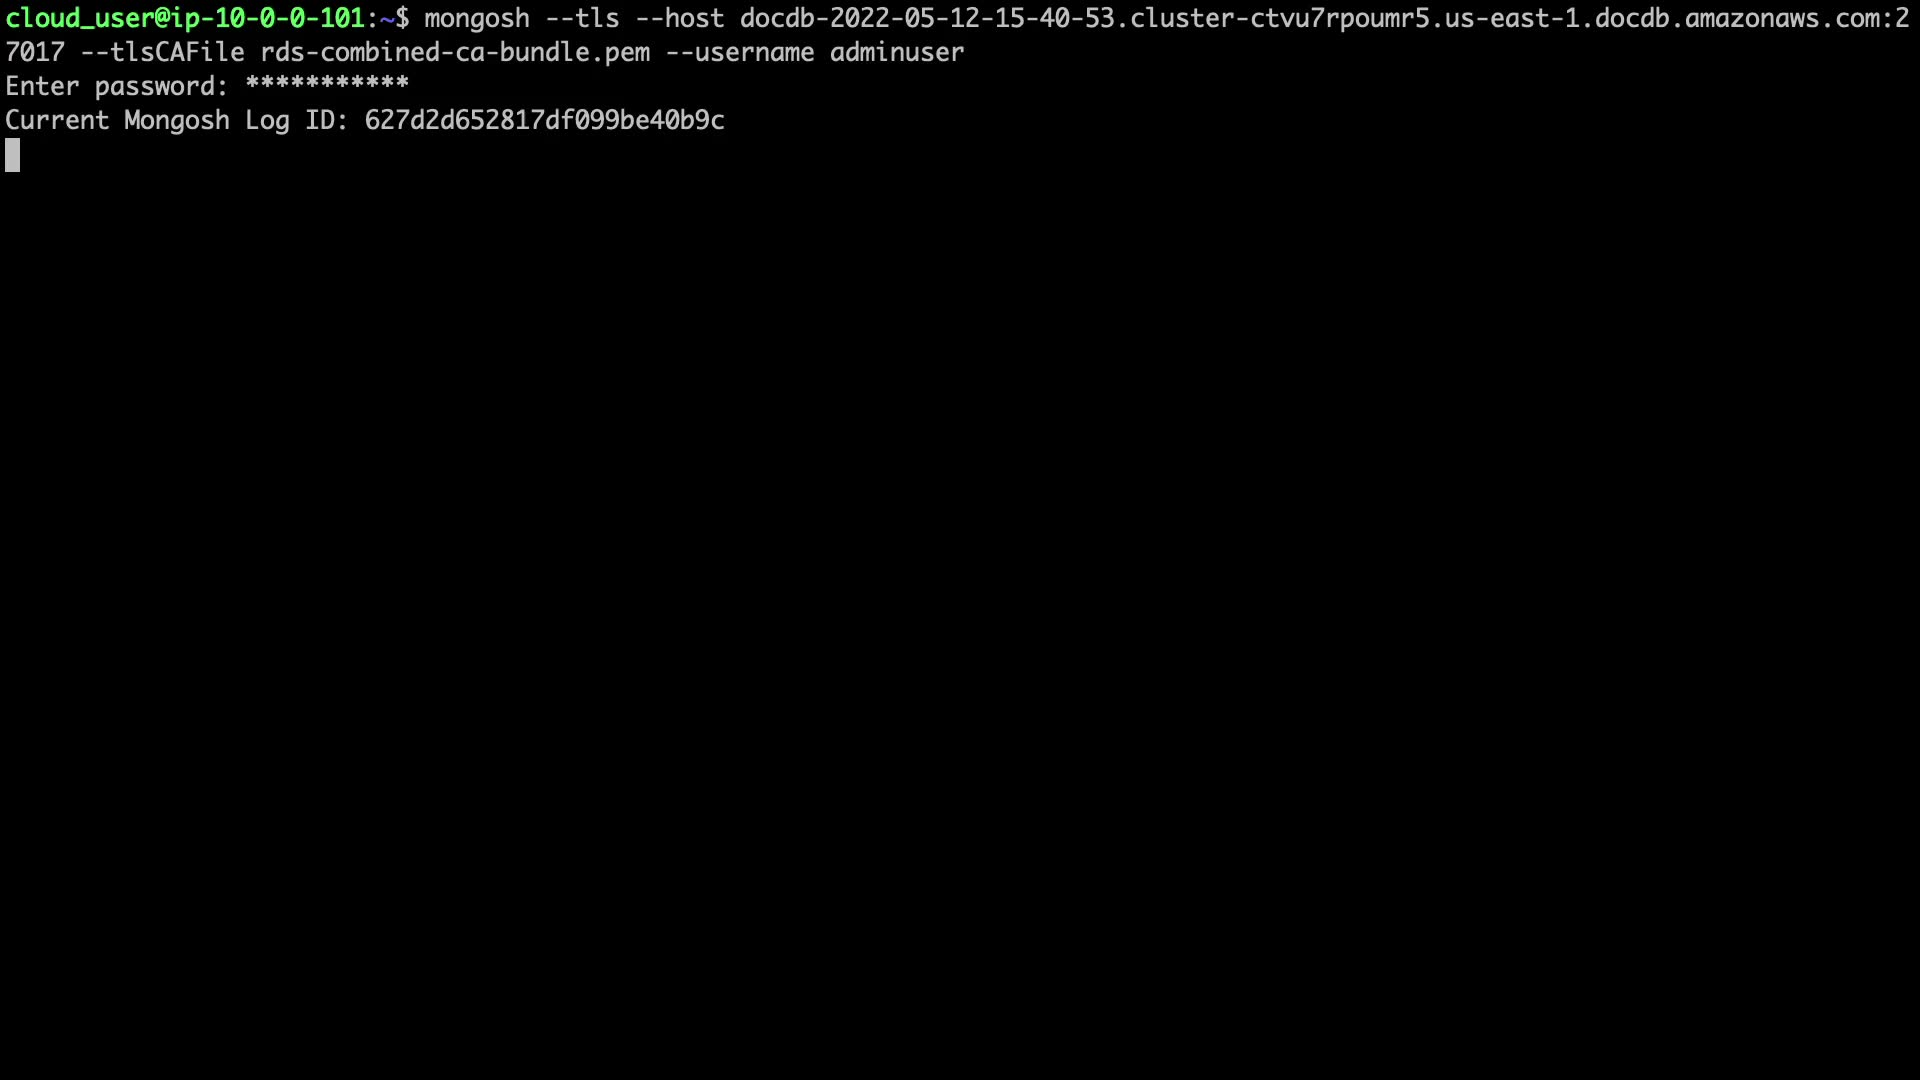 cloud_user@ip-10-0-0-101:~$ mongosh --tls --host docdb-2022-05-12-15-40-53.cluster-ctvu7rpoumr5.us-east-1.docdb.amazonaws.com:2
7017 --tlsCAFile rds-combined-ca-bundle.pem --username adminuser
Enter password: ***********
Current Mongosh Log ID: 627d2d652817df099be40b9c